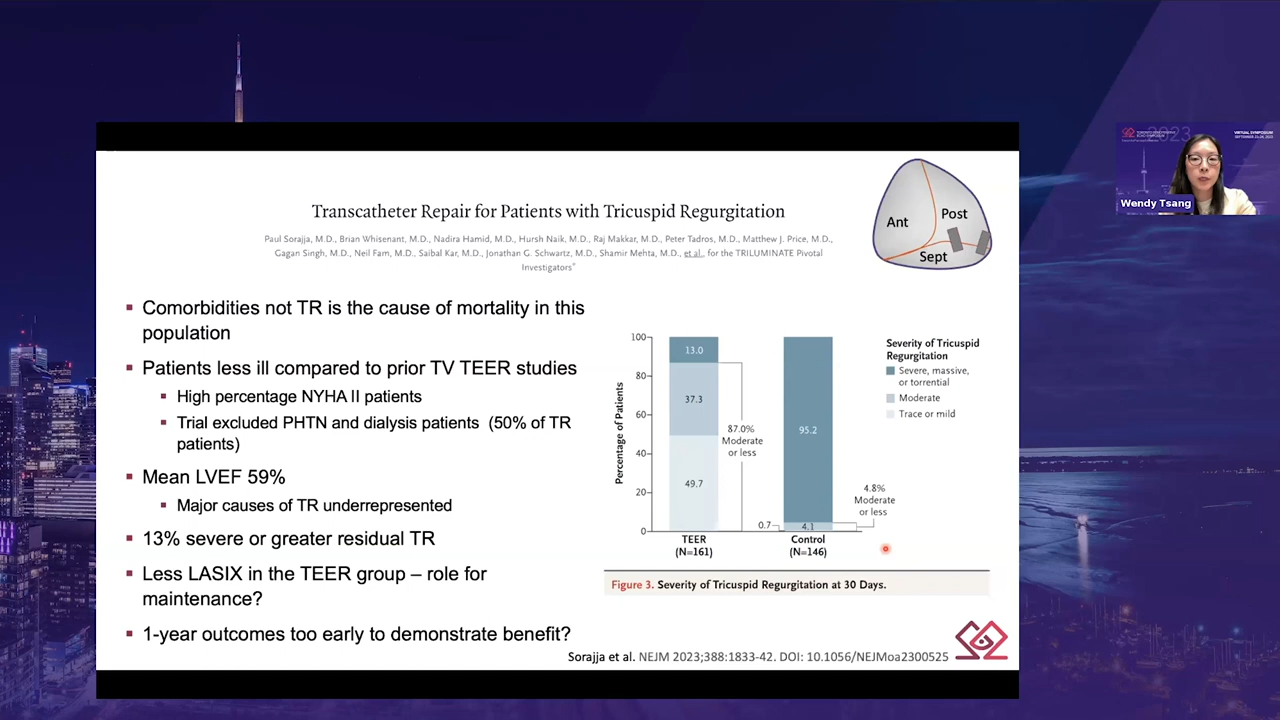 Transcatheter Repair for Patients with Tricuspid Regurgitation
Paul Sorajja, M.D., Brian Whisenant, M.D., Nadira Hamid, M.D., Hursh Naik, M.D., Raj Makkar, M.D., Peter Tadros, M.D., Matthew J. Price, M.D.,
Gagan Singh, M.D., Neil Fam, M.D., Saibal Kar, M.D., Jonathan G. Schwartz, M.D., Shamir Mehta, M.D., et al., for the TRILUMINATE Pivotal
Investigators*
Ant
Post
Sept
Comorbidities not TR is the cause of mortality in this
population
Patients less ill compared to prior TV TEER studies
High percentage NYHA II patients
Trial excluded PHTN and dialysis patients (50% of TR
patients)
Mean LVEF 59%
Major causes of TR underrepresented
13% severe or greater residual TR
Less LASIX in the TEER group – role for
maintenance?
1-year outcomes too early to demonstrate benefit?
Percentage of Patients
100
80
60
40
20
0
13.0
37.3
49.7
87.0%
Moderate
or less
95.2
0.7
4.1
4.8%
Moderate
or less
TEER
(N=161)
Control
(N=146)
Severity of Tricuspid
Regurgitation
Severe, massive,
or torrential
Moderate
Trace or mild
Figure 3. Severity of Tricuspid Regurgitation at 30 Days.
Sorajja et al. NEJM 2023;388:1833-42. DOI: 10.1056/NEJMoa2300525
2023
VIRTUAL SYMPOSIUM
Wendy Tsang